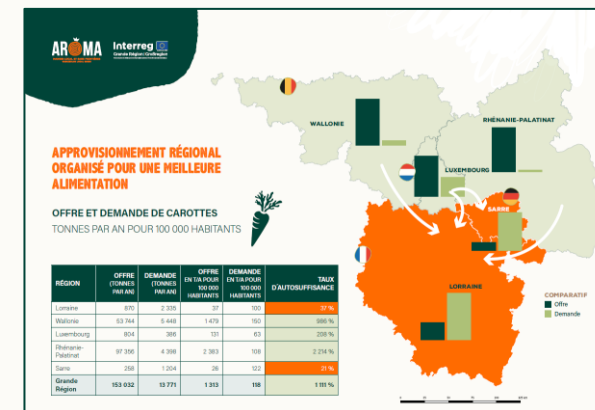 AROMA
Interreg
Grande Région | Großregion
APPROVISIONNEMENT RÉGIONAL
ORGANISÉ POUR UNE MEILLEURE
ALIMENTATION
OFFRE ET DEMANDE DE CAROTTES
TONNES PAR AN POUR 100 000 HABITANTS
RÉGION OFFRE (TONNES PAR AN) DEMANDE (TONNES PAR AN) OFFRE EN T/A POUR 100 000 HABITANTS DEMANDE EN T/A POUR 100 000 HABITANTS TAUX D'AUTOSUFFISANCE
Lorraine 870 2 335 37 100 37 %
Wallonie 53 744 5 448 1 479 150 986 %
Luxembourg 804 386 131 63 208 %
Rhénanie-Palatinat 97 356 4 398 2 383 108 2 214 %
Sarre 258 1 204 26 122 21 %
Grande Région 153 032 13 771 1 313 118 1 111 %
WALLONIE
RHÉNANIE-PALATINAT
LUXEMBOURG
SARRE
LORRAINE
COMPARATIF
Offre
Demande